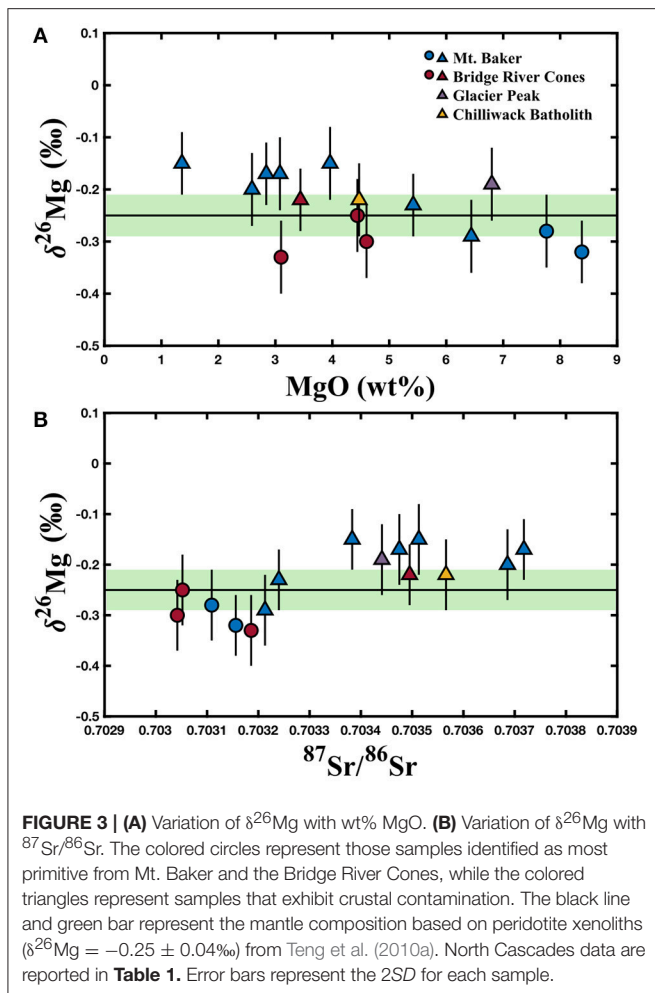 A
δ26Mg (‰)
0.1
0
-0.1
-0.2
-0.3
-0.4
-0.5
Mt. Baker
Bridge River Cones
Glacier Peak
Chilliwack Batholith
0 1 2 3 4 5 6 7 8 9
MgO (wt%)
B
δ26Mg (‰)
0.1
0
-0.1
-0.2
-0.3
-0.4
-0.5
0.7029 0.703 0.7031 0.7032 0.7033 0.7034 0.7035 0.7036 0.7037 0.7038 0.7039
87Sr/86Sr
FIGURE 3 | (A) Variation of δ26Mg with wt% MgO. (B) Variation of δ26Mg with
87Sr/86Sr. The colored circles represent those samples identified as most
primitive from Mt. Baker and the Bridge River Cones, while the colored
triangles represent samples that exhibit crustal contamination. The black line
and green bar represent the mantle composition based on peridotite xenoliths
(δ26Mg = −0.25 ± 0.04‰) from Teng et al. (2010a). North Cascades data are
reported in Table 1. Error bars represent the 2SD for each sample.